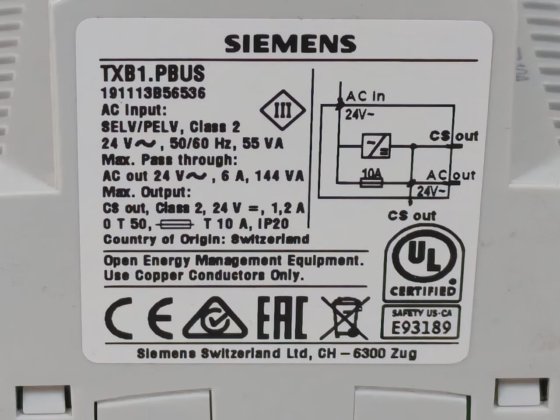 SIEMENS
TXB1.PBUS
191113B56536
AC Input:
SELV/PELV, Class 2
24 V ~, 50/60 Hz, 55 VA
Max. Pass through:
AC out 24 V ~, 6 A, 144 VA
Max. Output:
CS out, Class 2, 24 V =, 1,2 A
0 T 50, T 10 A, IP20
Country of Origin: Switzerland
III
AC in
24V~
CS out
10A
AC out
24V~
CS out
Open Energy Management Equipment.
Use Copper Conductors Only.
UL
CERTIFIED
SAFETY US-CA
E93189
CE
EAC
Siemens Switzerland Ltd, CH – 6300 Zug